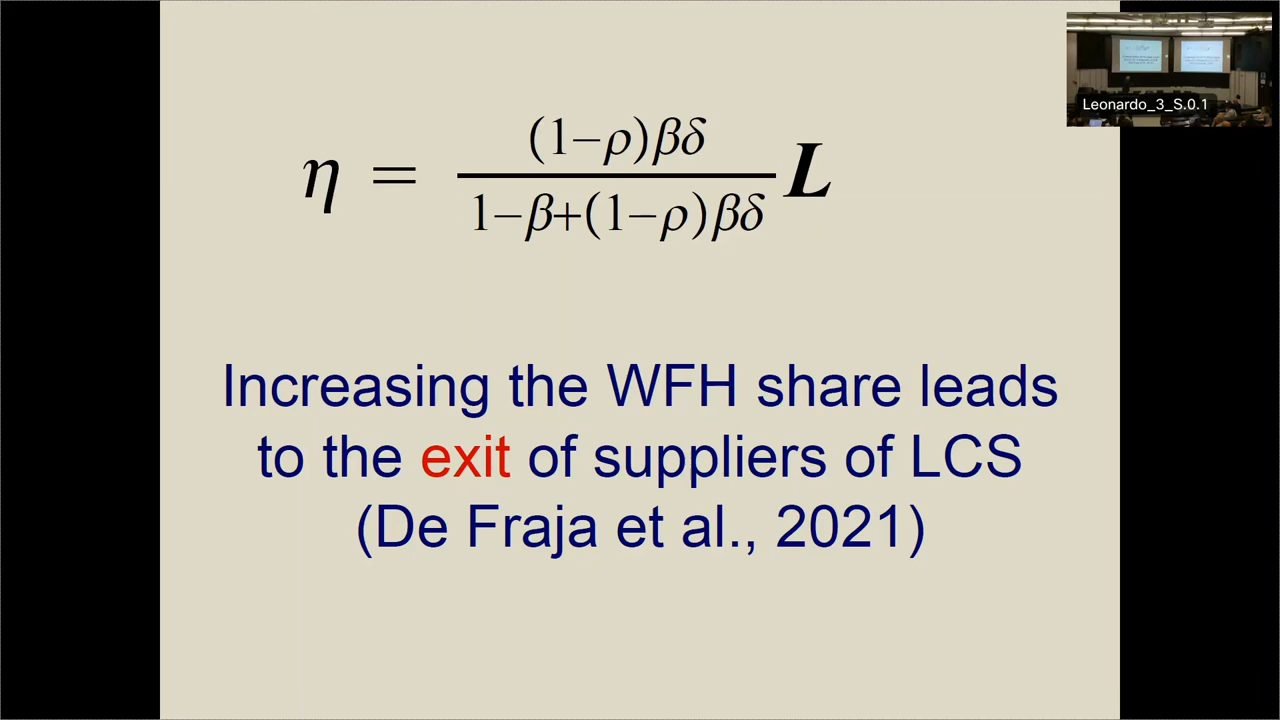 Leonardo_3_S.0.1
η = (1−ρ)βδ / 1−β+(1−ρ)βδ L
Increasing the WFH share leads
to the exit of suppliers of LCS
(De Fraja et al., 2021)